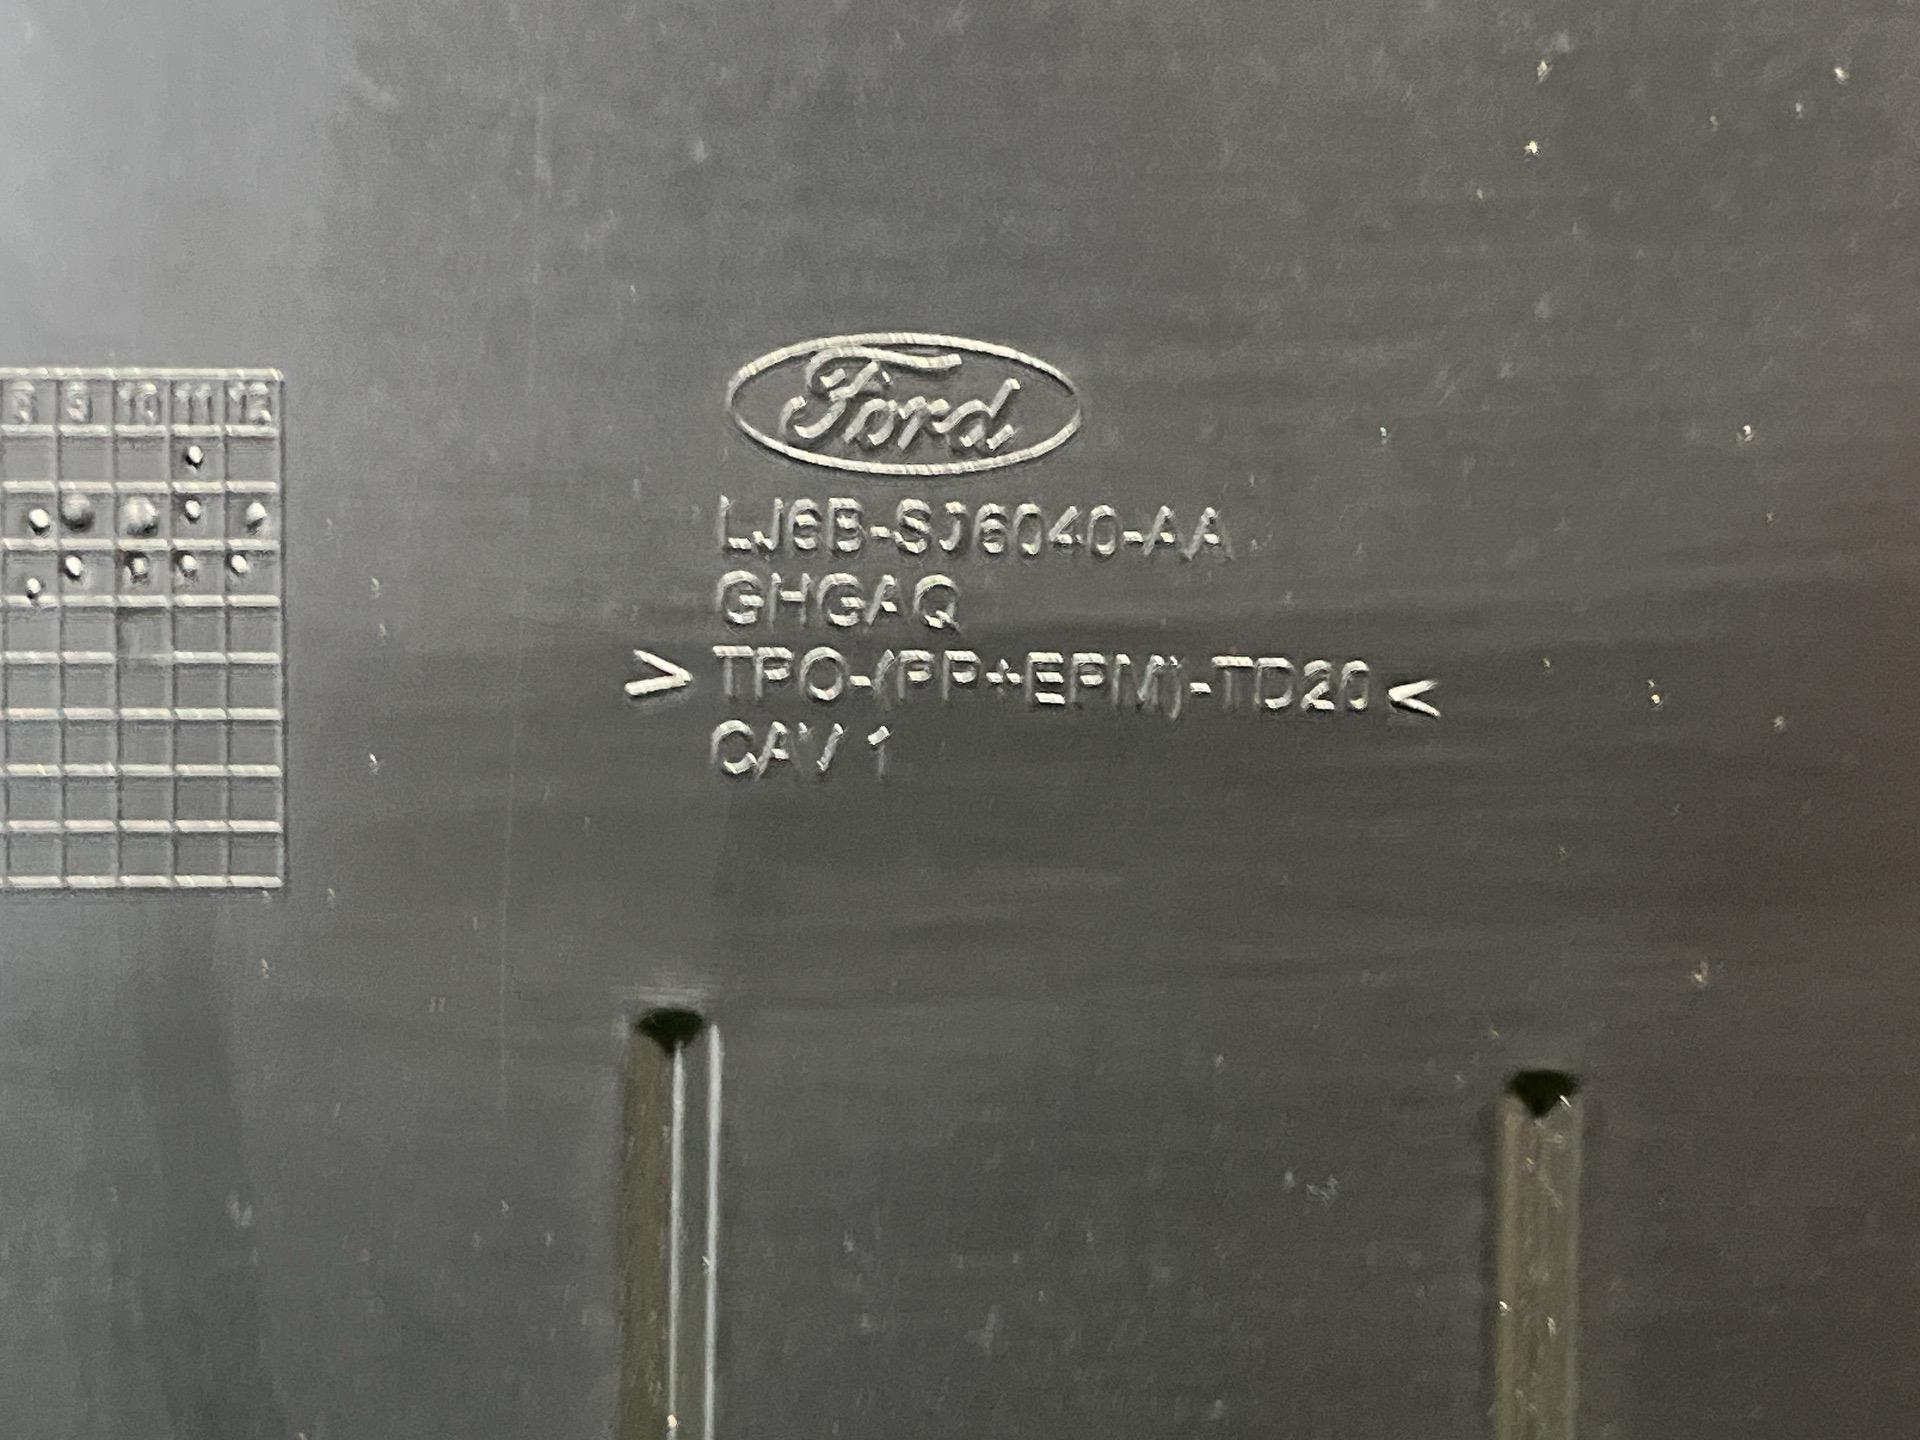 8 9 10 11 12
Ford
LJ6B-SJ6040-AA
GHGAQ
>TPO-(PP+EPM)-TD20<
CAV 1